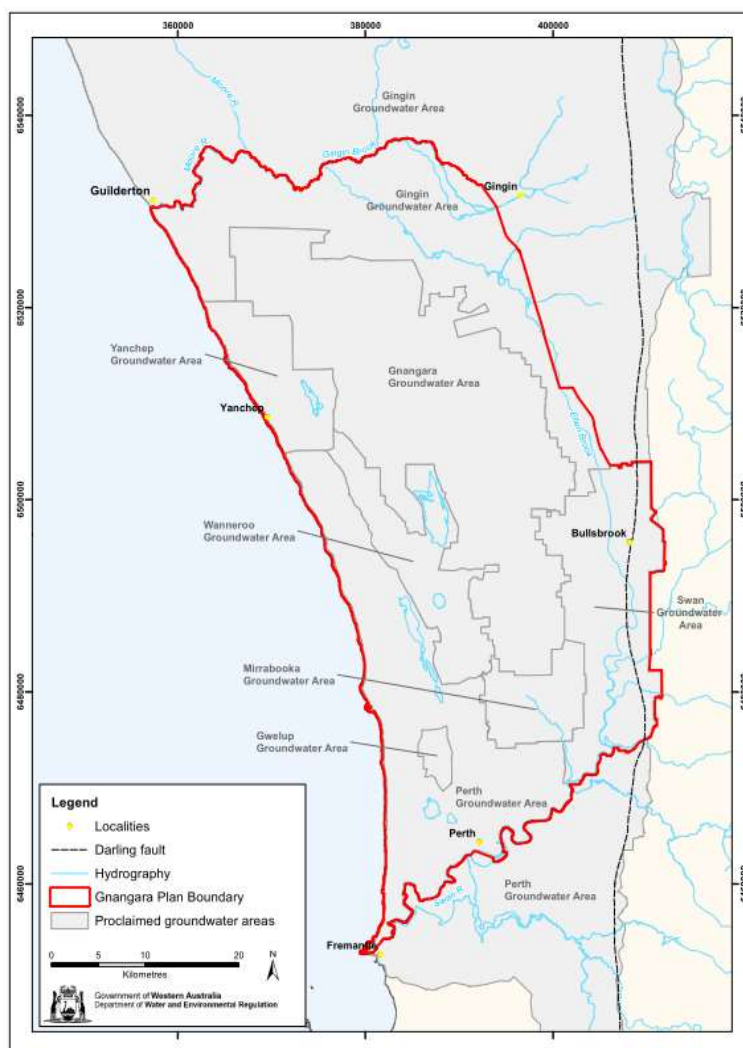 360000
380000
400000
6540000
6520000
6500000
6480000
6460000
Moore R.
Gingin
Groundwater Area
Moore R.
Gingin Brook
Guilderton
Gingin
Gingin
Groundwater Area
Yanchep
Groundwater Area
Gnangara
Groundwater Area
Yanchep
Ellen Brook
Wanneroo
Groundwater Area
Bullsbrook
Swan
Groundwater
Area
Mirrabooka
Groundwater Area
Gwelup
Groundwater Area
Perth
Groundwater Area
Perth
Perth
Groundwater Area
Swan R.
Fremantle
Legend
Localities
Darling fault
Hydrography
Gnangara Plan Boundary
Proclaimed groundwater areas
0 5 10 20
Kilometres
N
Government of Western Australia
Department of Water and Environmental Regulation
360000
380000
400000